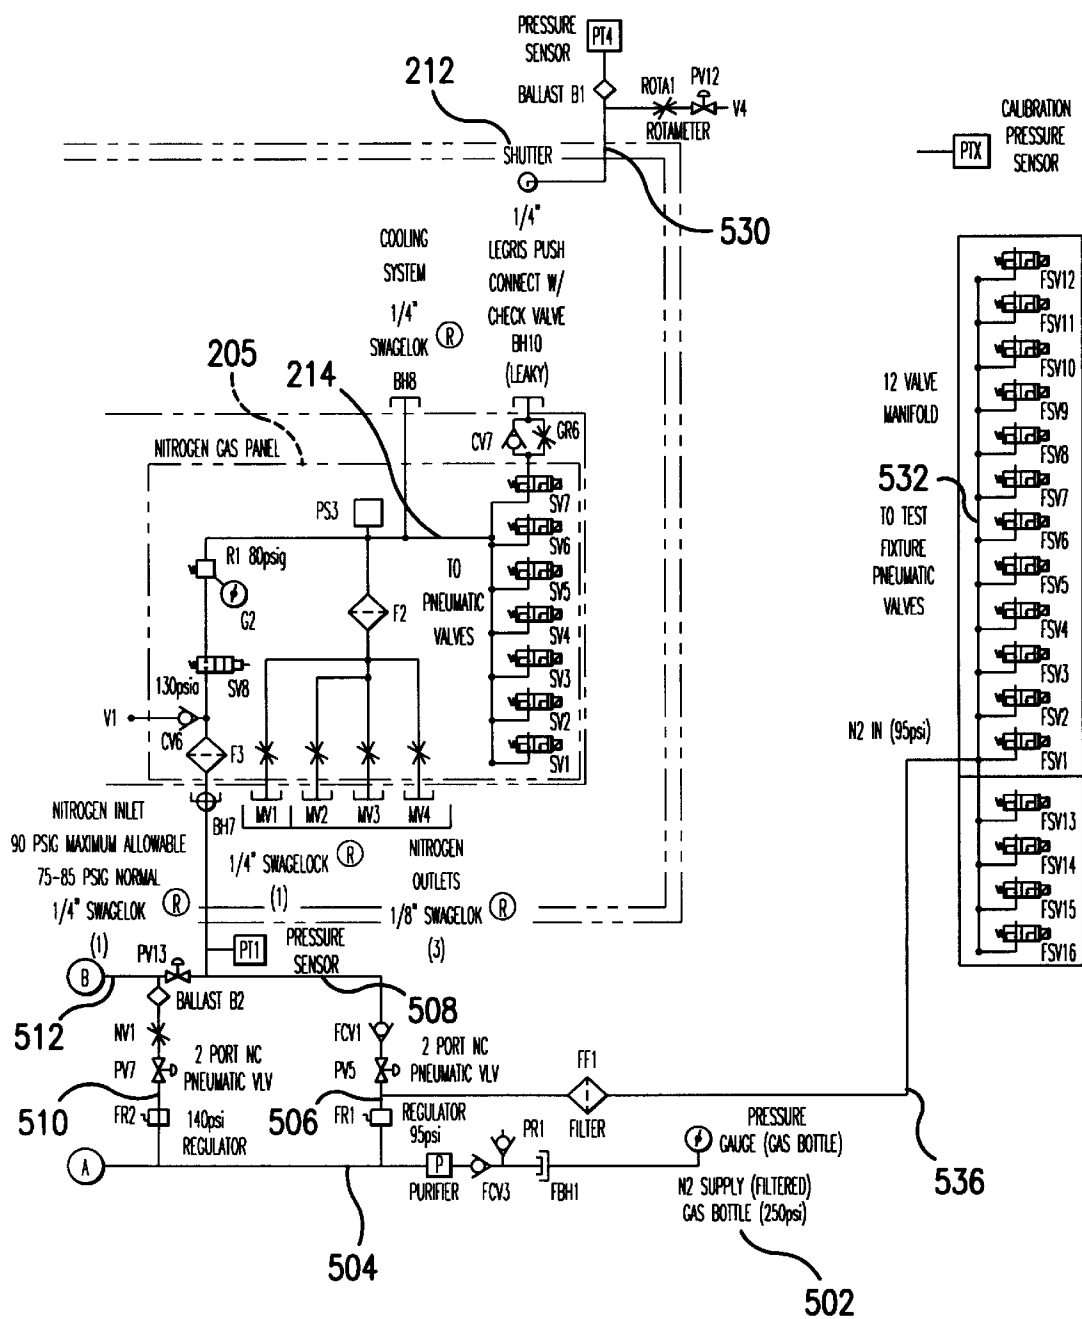 PRESSURE
SENSOR
PT4
212
BALLAST B1
ROTA1
PV12
V4
ROTAMETER
CALIBRATION
PRESSURE
SENSOR
PTX
SHUTTER
530
1/4"
LEGRIS PUSH
CONNECT W/
CHECK VALVE
BH10
(LEAKY)
COOLING
SYSTEM
1/4"
SWAGELOK ®
BH8
205
214
NITROGEN GAS PANEL
CV7
GR6
PS3
R1 80psig
G2
F2
TO
PNEUMATIC
VALVES
SV7
SV6
SV5
SV4
SV3
SV2
SV1
130psig
SV8
V1
CV6
F3
BH7
MV1
MV2
MV3
MV4
NITROGEN INLET
90 PSIG MAXIMUM ALLOWABLE
75-85 PSIG NORMAL
1/4" SWAGELOK ®
(1)
1/4" SWAGELOCK ®
(1)
NITROGEN
OUTLETS
1/8" SWAGELOK ®
(3)
12 VALVE
MANIFOLD
532
TO TEST
FIXTURE
PNEUMATIC
VALVES
N2 IN (95psi)
FSV12
FSV11
FSV10
FSV9
FSV8
FSV7
FSV6
FSV5
FSV4
FSV3
FSV2
FSV1
FSV13
FSV14
FSV15
FSV16
PV13
PT1
PRESSURE
SENSOR
B
BALLAST B2
512
508
NV1
FCV1
PV7
2 PORT NC
PNEUMATIC VLV
PV5
2 PORT NC
PNEUMATIC VLV
FF1
FILTER
510
506
FR2
140psi
REGULATOR
FR1
REGULATOR
95psi
PR1
PRESSURE
GAUGE (GAS BOTTLE)
536
A
P
PURIFIER
FCV3
FBH1
N2 SUPPLY (FILTERED)
GAS BOTTLE (250psi)
504
502